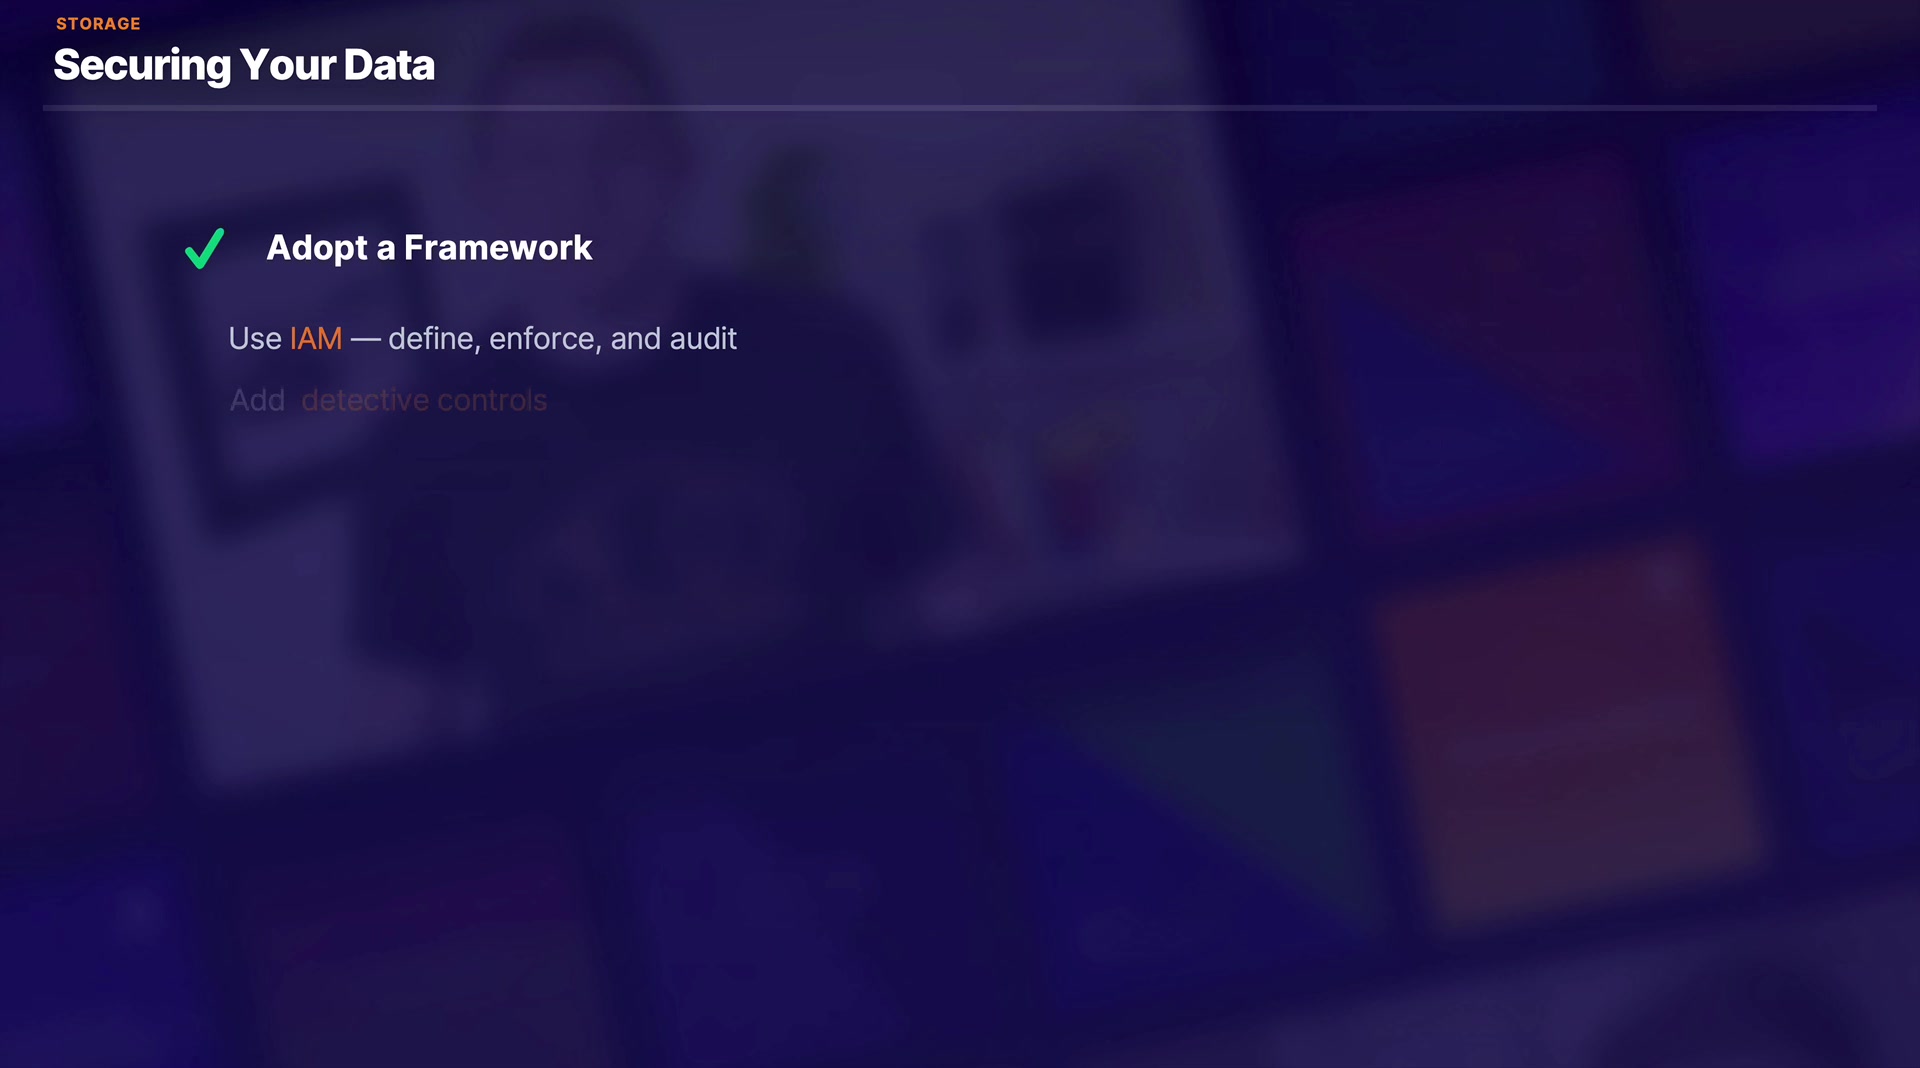 STORAGE
Securing Your Data
Adopt a Framework
Use IAM — define, enforce, and audit
Add detective controls